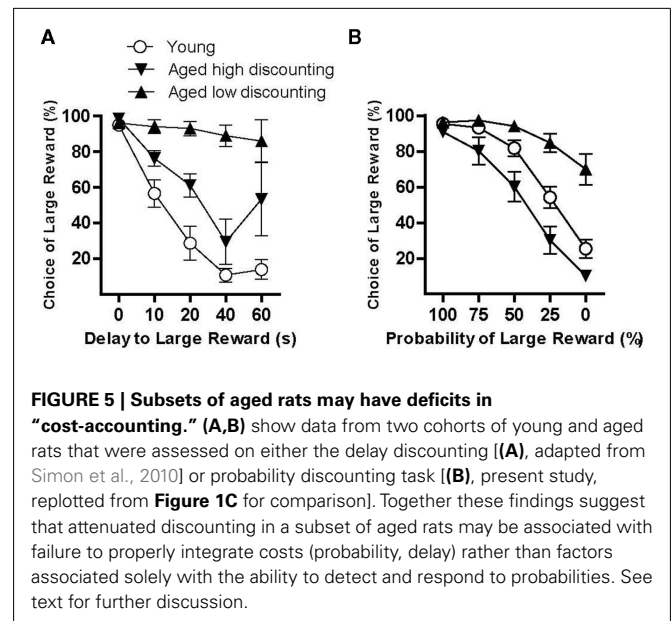 A
B
Young
Aged high discounting
Aged low discounting
Choice of Large Reward (%)
100
80
60
40
20
0 10 20 40 60
Delay to Large Reward (s)
Choice of Large Reward (%)
100
80
60
40
20
100 75 50 25 0
Probability of Large Reward (%)
FIGURE 5 | Subsets of aged rats may have deficits in
“cost-accounting.” (A,B) show data from two cohorts of young and aged
rats that were assessed on either the delay discounting [(A), adapted from
Simon et al., 2010] or probability discounting task [(B), present study,
replotted from Figure 1C for comparison]. Together these findings suggest
that attenuated discounting in a subset of aged rats may be associated with
failure to properly integrate costs (probability, delay) rather than factors
associated solely with the ability to detect and respond to probabilities. See
text for further discussion.